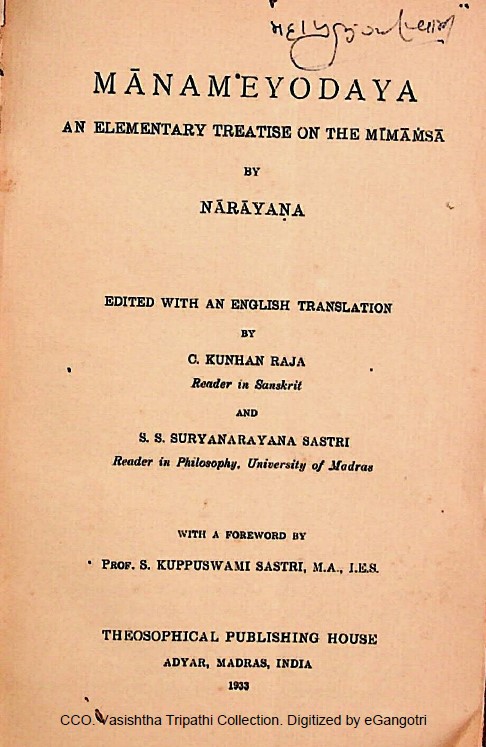 MĀNAMEYODAYA
AN ELEMENTARY TREATISE ON THE MĪMĀṀSĀ
BY
NĀRĀYAṆA
EDITED WITH AN ENGLISH TRANSLATION
BY
C. KUNHAN RAJA
Reader in Sanskrit
AND
S. S. SURYANARAYANA SASTRI
Reader in Philosophy, University of Madras
WITH A FOREWORD BY
PROF. S. KUPPUSWAMI SASTRI, M.A., I.E.S.
THEOSOPHICAL PUBLISHING HOUSE
ADYAR, MADRAS, INDIA
1933
CC0. Vasishtha Tripathi Collection. Digitized by eGangotri